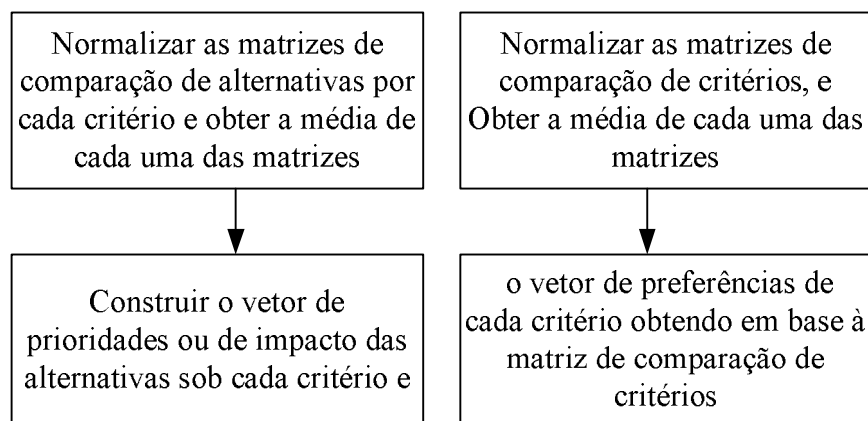 Normalizar as matrizes de
comparação de alternativas por
cada critério e obter a média de
cada uma das matrizes
Normalizar as matrizes de
comparação de critérios, e
Obter a média de cada uma das
matrizes
Construir o vetor de
prioridades ou de impacto das
alternativas sob cada critério e
o vetor de preferências de
cada critério obtendo em base à
matriz de comparação de
critérios